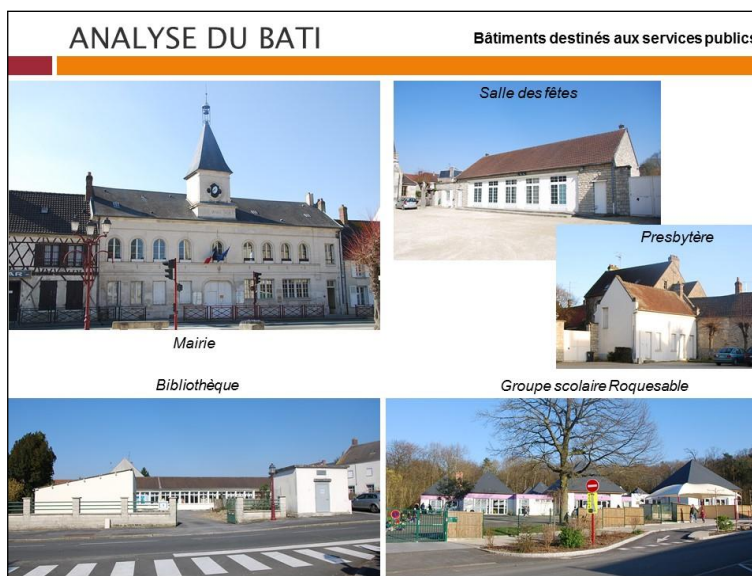 ANALYSE DU BATI
Bâtiments destinés aux services publics
Salle des fêtes
Presbytère
Mairie
Bibliothèque
Groupe scolaire Roquesable